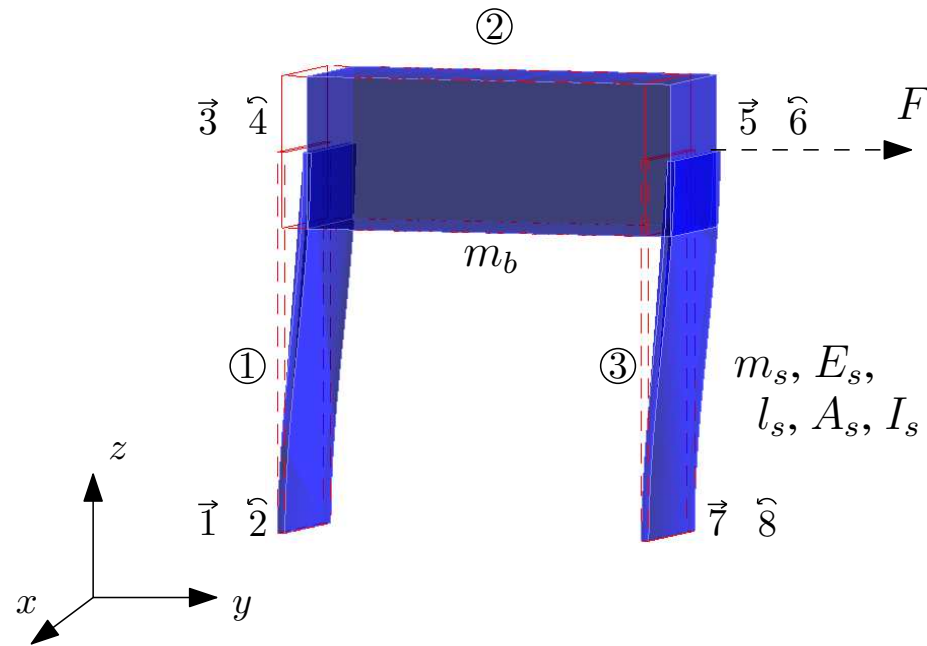 ②
→3 ↶4
→5 ↶6
F
m_b
①
③
m_s, E_s,
l_s, A_s, I_s
z
→1 ↶2
→7 ↶8
x
y